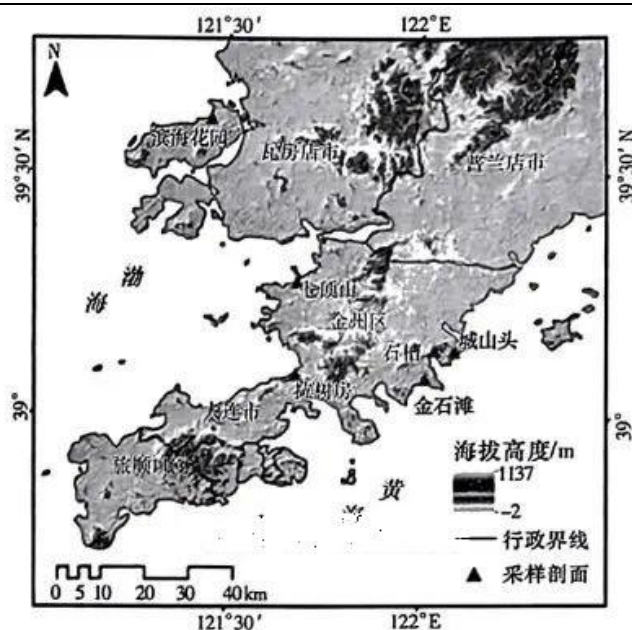 121°30′ 122°E
N
滨海花园
瓦房店市
普兰店市
39°30′ N
39°30′ N
渤
海
七顶山
金州区
石槽
城山头
拣树房
金石滩
39°
39°
大连市
海拔高度/m
1137
-2
黄
行政界线
采样剖面
0 5 10 20 30 40 km
121°30′ 122°E